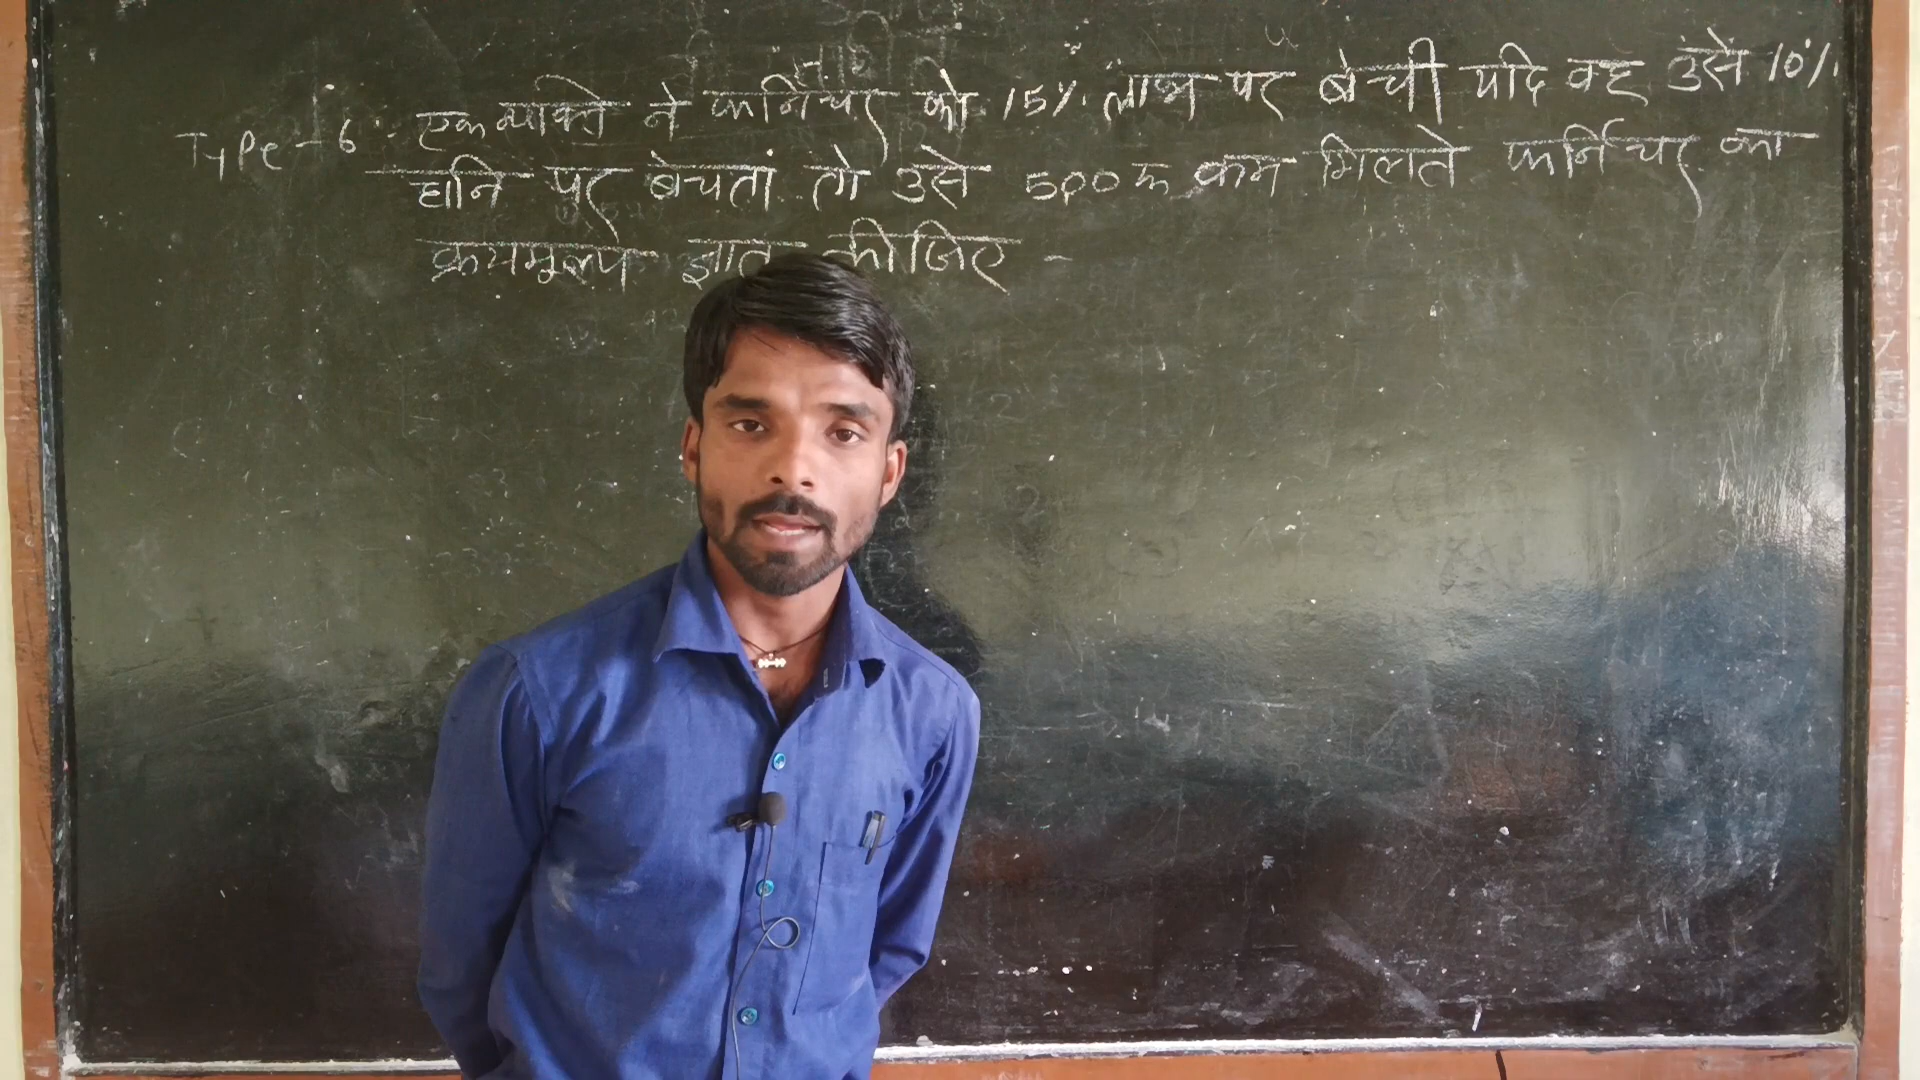 Type-6:- एक व्यक्ति ने फर्निचर को 15% लाभ पर बेची यदि वह उसे 10%
हानि पर बेचता तो उसे 500 रू कम मिलते फर्निचर का
क्रयमूल्य ज्ञात कीजिए -